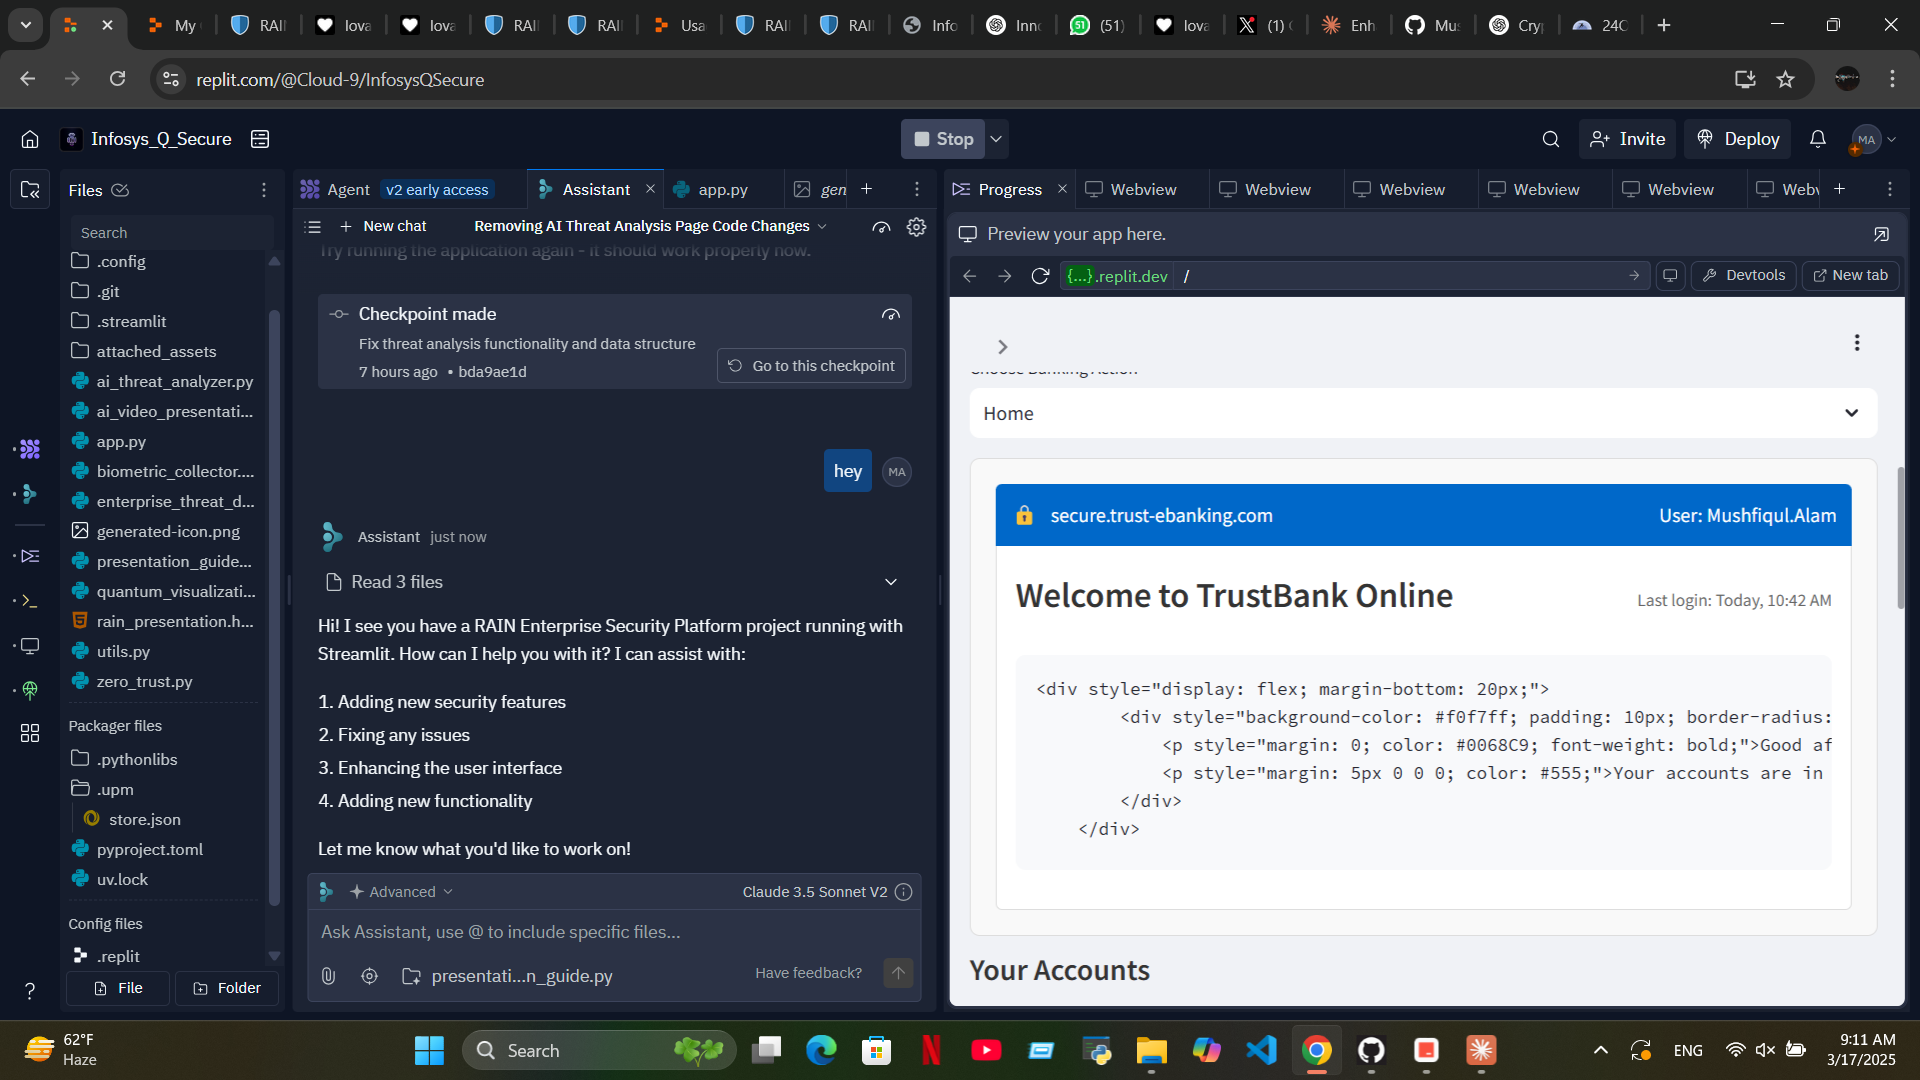 My
RAII
lova
lova
RAII
RAII
Usa
RAII
RAII
Info
Inno
(51)
lova
(1)
Enh
Mus
Cryp
24C
replit.com/@Cloud-9/InfosysQSecure
Infosys_Q_Secure
Stop
Invite
Deploy
MA
Files
Agent
v2 early access
Assistant
app.py
gen
Progress
Webview
Webview
Webview
Webview
Webview
Webv
Search
New chat
Removing AI Threat Analysis Page Code Changes
Preview your app here.
Try running the application again - it should work properly now.
{...}.replit.dev
/
Devtools
New tab
.config
.git
.streamlit
attached_assets
ai_threat_analyzer.py
ai_video_presentati...
app.py
biometric_collector....
enterprise_threat_d...
generated-icon.png
presentation_guide...
quantum_visualizati...
rain_presentation.h...
utils.py
zero_trust.py
Packager files
.pythonlibs
.upm
store.json
pyproject.toml
uv.lock
Config files
.replit
File
Folder
Checkpoint made
Fix threat analysis functionality and data structure
7 hours ago • bda9ae1d
Go to this checkpoint
hey
MA
Assistant just now
Read 3 files
Hi! I see you have a RAIN Enterprise Security Platform project running with
Streamlit. How can I help you with it? I can assist with:
1. Adding new security features
2. Fixing any issues
3. Enhancing the user interface
4. Adding new functionality
Let me know what you'd like to work on!
Advanced
Claude 3.5 Sonnet V2
Ask Assistant, use @ to include specific files...
presentati...n_guide.py
Have feedback?
Choose Banking Action
Home
secure.trust-ebanking.com
User: Mushfiqul.Alam
Welcome to TrustBank Online
Last login: Today, 10:42 AM
<div style="display: flex; margin-bottom: 20px;">
<div style="background-color: #f0f7ff; padding: 10px; border-radius:
<p style="margin: 0; color: #0068C9; font-weight: bold;">Good af
<p style="margin: 5px 0 0 0; color: #555;">Your accounts are in
</div>
</div>
Your Accounts
62°F
Haze
Search
ENG
9:11 AM
3/17/2025